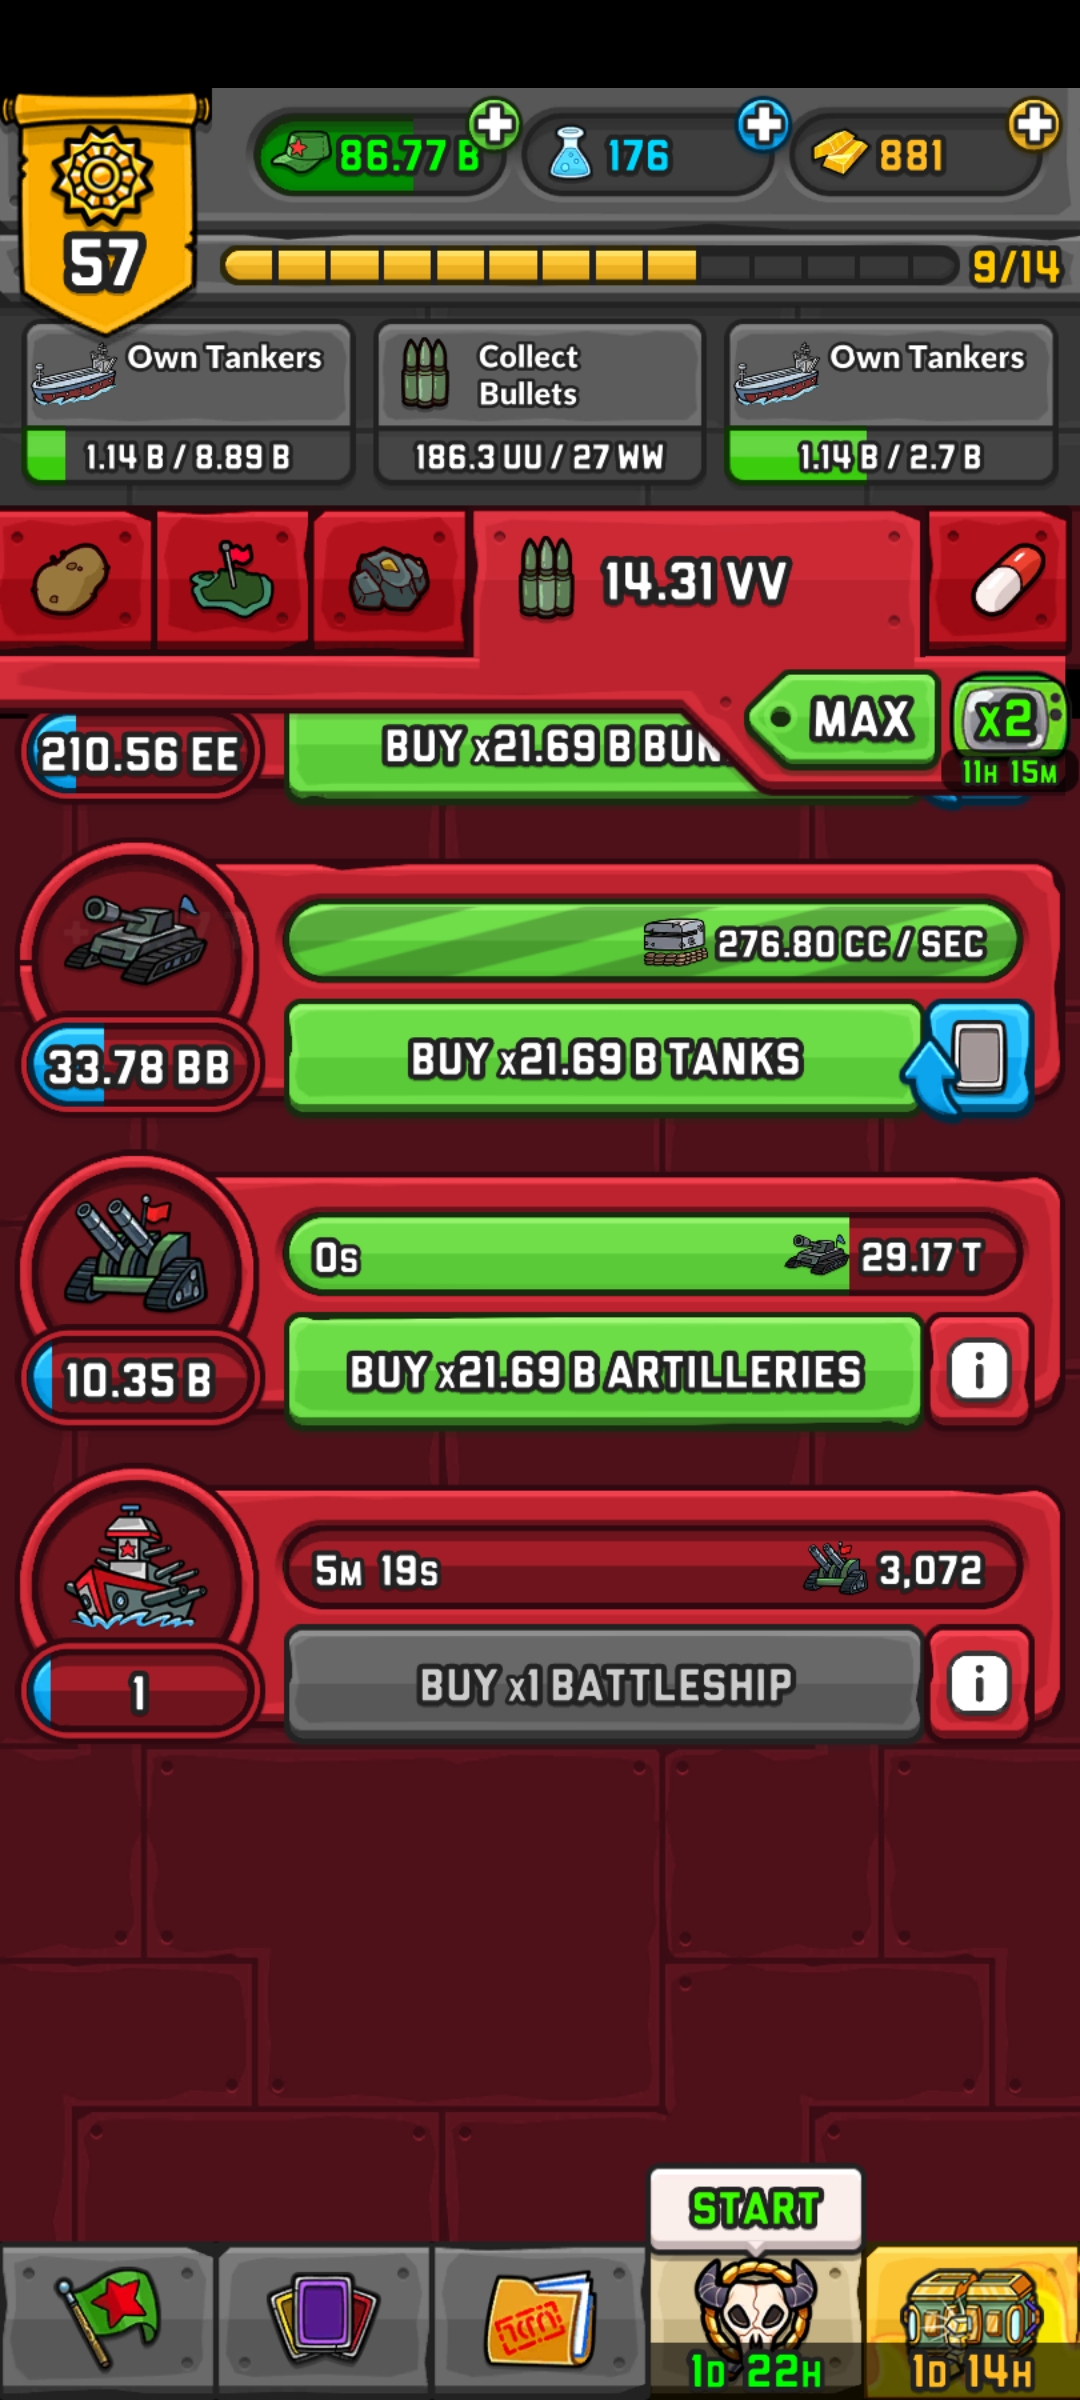 86.77 B
176
881
57
9/14
Own Tankers
1.14 B / 8.89 B
Collect
Bullets
186.3 UU / 27 WW
Own Tankers
1.14 B / 2.7 B
14.31 VV
MAX
x2
11H 15M
210.56 EE
BUY x21.69 B BUN
276.80 CC / SEC
33.78 BB
BUY x21.69 B TANKS
0s
29.17 T
10.35 B
BUY x21.69 B ARTILLERIES
i
5M 19s
3,072
1
BUY x1 BATTLESHIP
i
START
1D 22H
1D 14H